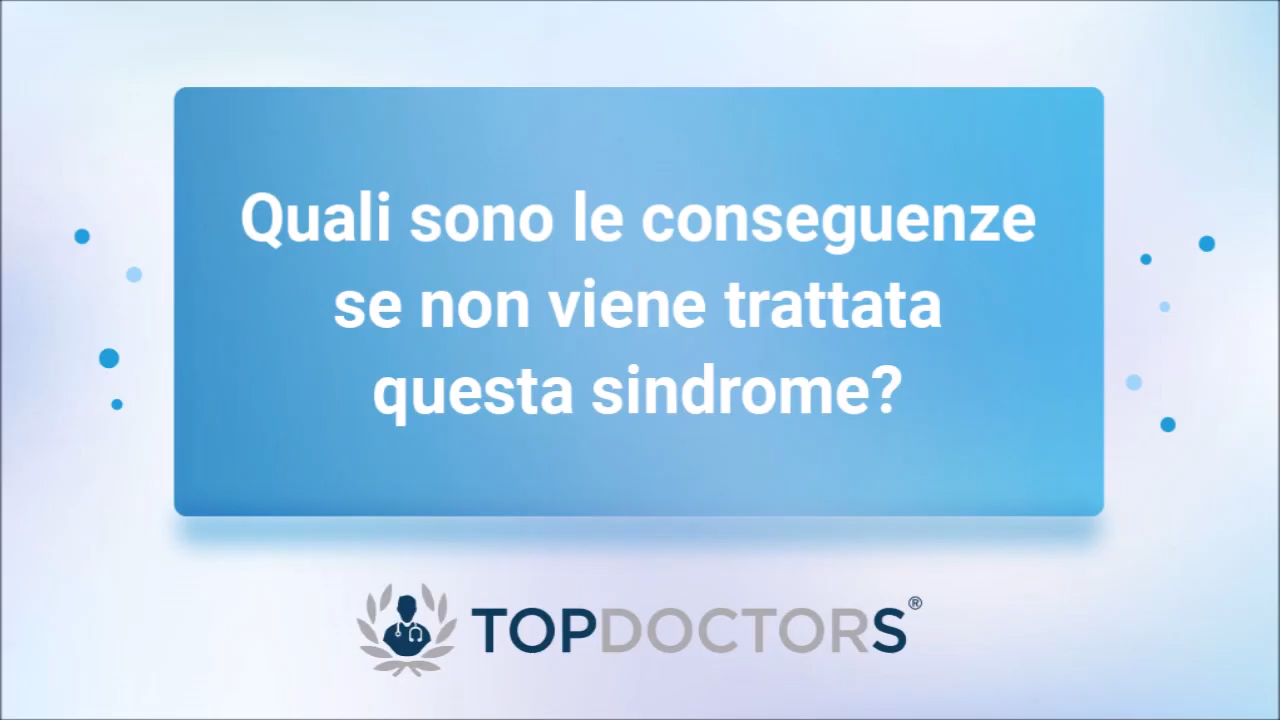 Quali sono le conseguenze
se non viene trattata
questa sindrome?
TOPDOCTORS®